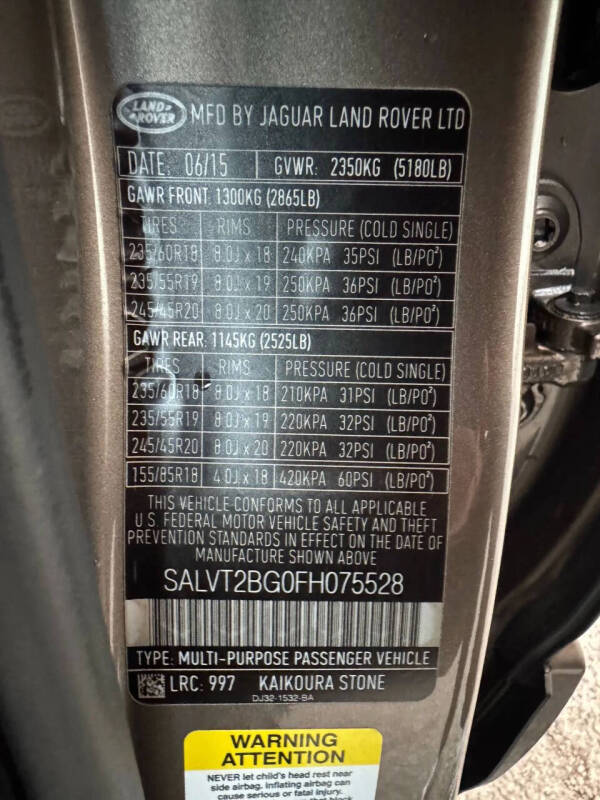 LAND ROVER MFD BY JAGUAR LAND ROVER LTD
DATE: 06/15 GVWR: 2350KG (5180LB)
GAWR FRONT: 1300KG (2865LB)
TIRES RIMS PRESSURE (COLD SINGLE)
235/60R18 8.0J x 18 240KPA 35PSI (LB/PO²)
235/55R19 8.0J x 19 250KPA 36PSI (LB/PO²)
245/45R20 8.0J x 20 250KPA 36PSI (LB/PO²)
GAWR REAR: 1145KG (2525LB)
TIRES RIMS PRESSURE (COLD SINGLE)
235/60R18 8.0J x 18 210KPA 31PSI (LB/PO²)
235/55R19 8.0J x 19 220KPA 32PSI (LB/PO²)
245/45R20 8.0J x 20 220KPA 32PSI (LB/PO²)
155/85R18 4.0J x 18 420KPA 60PSI (LB/PO²)
THIS VEHICLE CONFORMS TO ALL APPLICABLE
U.S. FEDERAL MOTOR VEHICLE SAFETY AND THEFT
PREVENTION STANDARDS IN EFFECT ON THE DATE
OF MANUFACTURE SHOWN ABOVE
SALVT2BG0FH075528
TYPE: MULTI-PURPOSE PASSENGER VEHICLE
LRC: 997 KAIKOURA STONE
DJ32-1532-BA
WARNING
ATTENTION
NEVER let child's head rest near
side airbag. Inflating airbag can
cause serious or fatal injury.